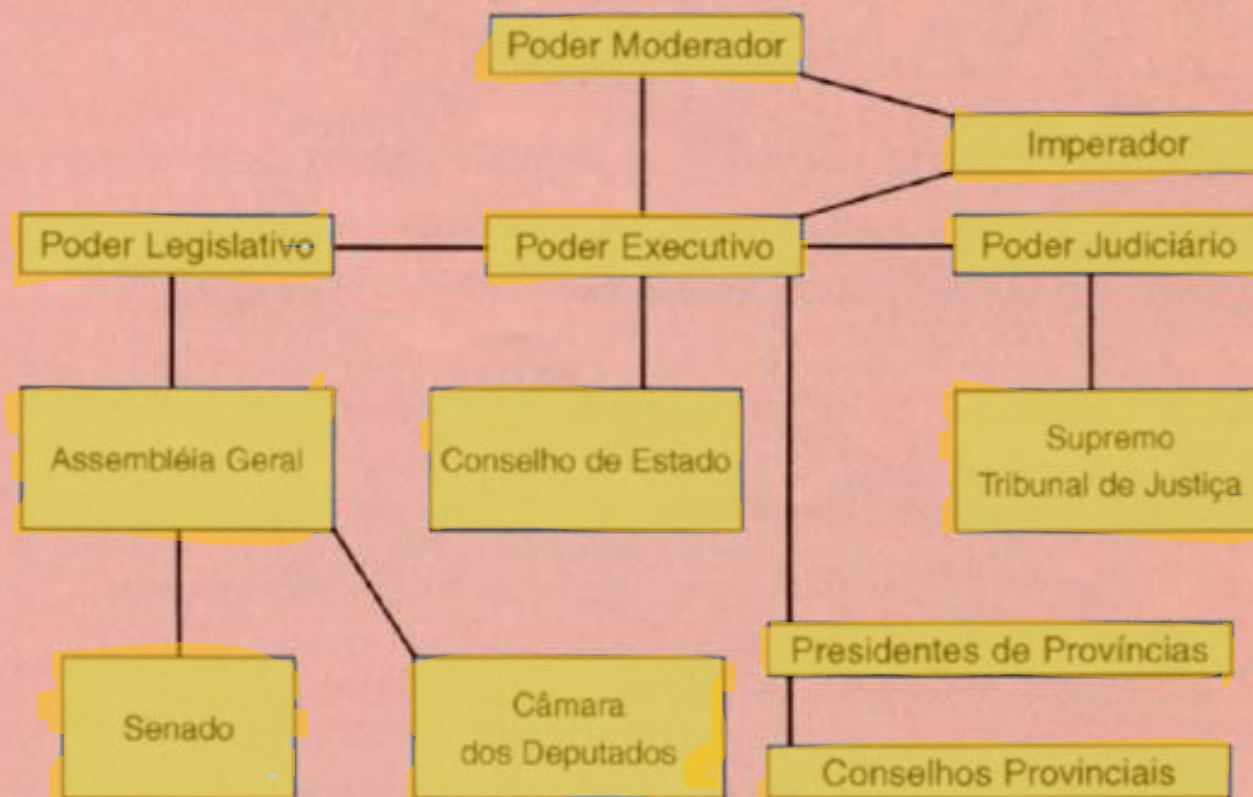 Poder Moderador
Imperador
Poder Legislativo
Poder Executivo
Poder Judiciário
Assembléia Geral
Conselho de Estado
Supremo
Tribunal de Justiça
Presidentes de Províncias
Senado
Câmara
dos Deputados
Conselhos Provinciais